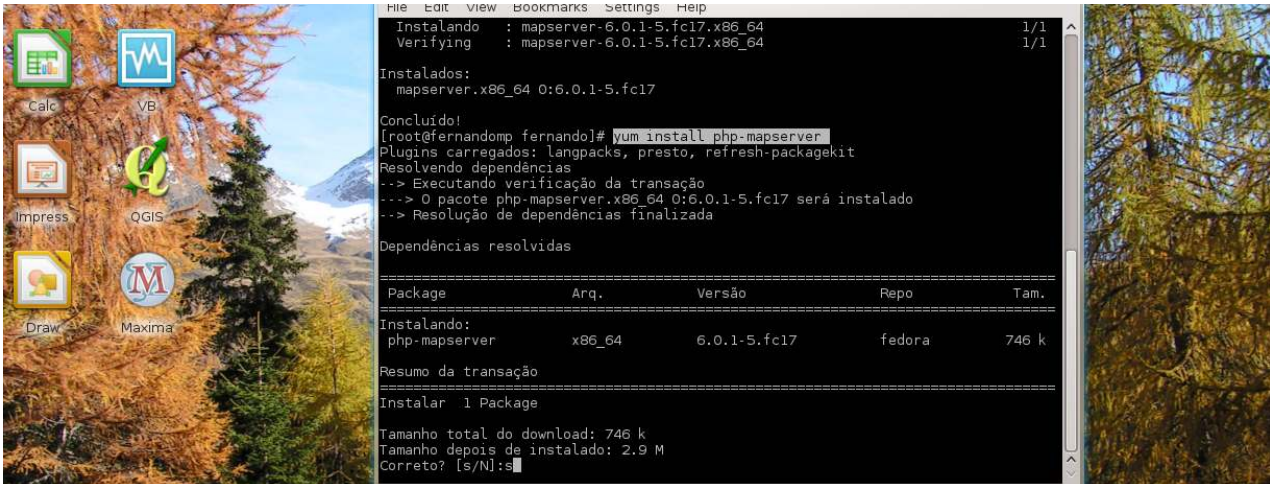 File Edit View Bookmarks Settings Help
Instalando : mapserver-6.0.1-5.fc17.x86_64 1/1
Verifying : mapserver-6.0.1-5.fc17.x86_64 1/1
Instalados:
mapserver.x86_64 0:6.0.1-5.fc17
Concluído!
[root@fernandomp fernando]# yum install php-mapserver
Plugins carregados: langpacks, presto, refresh-packagekit
Resolvendo dependências
--> Executando verificação da transação
---> O pacote php-mapserver.x86_64 0:6.0.1-5.fc17 será instalado
--> Resolução de dependências finalizada
Dependências resolvidas
================================================================================
Package Arq. Versão Repo Tam.
================================================================================
Instalando:
php-mapserver x86_64 6.0.1-5.fc17 fedora 746 k
Resumo da transação
================================================================================
Instalar 1 Package
Tamanho total do download: 746 k
Tamanho depois de instalado: 2.9 M
Correto? [s/N]:s
Calc VB
Impress QGIS
Draw Maxima